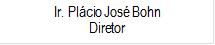 Ir. Plácio José Bohn
Diretor